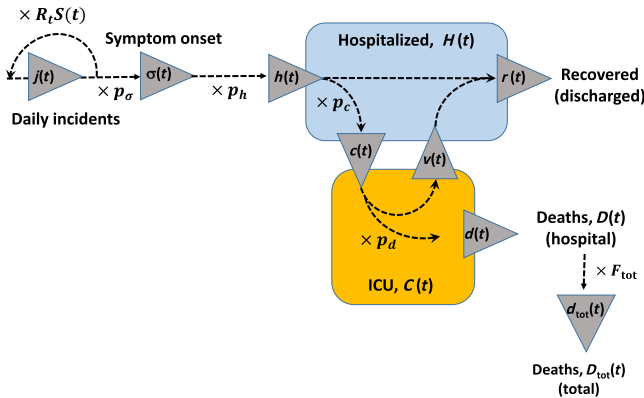 × RₜS(t)
Symptom onset
Hospitalized, H(t)
j(t)
σ(t)
h(t)
r(t)
Recovered
(discharged)
× p_σ
× p_h
× p_c
Daily incidents
c(t)
v(t)
× p_d
d(t)
Deaths, D(t)
(hospital)
ICU, C(t)
× F_tot
d_tot(t)
Deaths, D_tot(t)
(total)